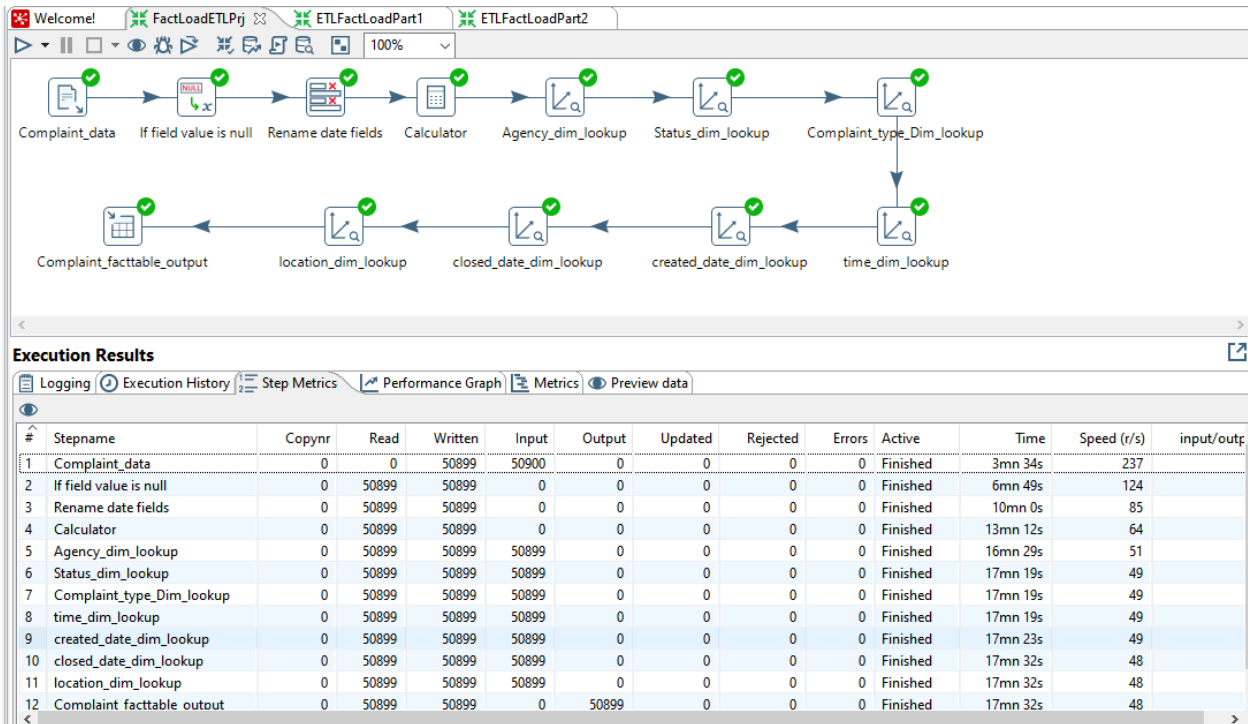 Welcome! FactLoadETLPrj ETLFactLoadPart1 ETLFactLoadPart2
100%
NULL x
Complaint_data If field value is null Rename date fields Calculator Agency_dim_lookup Status_dim_lookup Complaint_type_Dim_lookup
Complaint_facttable_output location_dim_lookup closed_date_dim_lookup created_date_dim_lookup time_dim_lookup
Execution Results
Logging Execution History Step Metrics Performance Graph Metrics Preview data
# Stepname Copynr Read Written Input Output Updated Rejected Errors Active Time Speed (r/s) input/outp
1 Complaint_data 0 0 50899 50900 0 0 0 0 Finished 3mn 34s 237
2 If field value is null 0 50899 50899 0 0 0 0 0 Finished 6mn 49s 124
3 Rename date fields 0 50899 50899 0 0 0 0 0 Finished 10mn 0s 85
4 Calculator 0 50899 50899 0 0 0 0 0 Finished 13mn 12s 64
5 Agency_dim_lookup 0 50899 50899 50899 0 0 0 0 Finished 16mn 29s 51
6 Status_dim_lookup 0 50899 50899 50899 0 0 0 0 Finished 17mn 19s 49
7 Complaint_type_Dim_lookup 0 50899 50899 50899 0 0 0 0 Finished 17mn 19s 49
8 time_dim_lookup 0 50899 50899 50899 0 0 0 0 Finished 17mn 19s 49
9 created_date_dim_lookup 0 50899 50899 50899 0 0 0 0 Finished 17mn 23s 49
10 closed_date_dim_lookup 0 50899 50899 50899 0 0 0 0 Finished 17mn 32s 48
11 location_dim_lookup 0 50899 50899 50899 0 0 0 0 Finished 17mn 32s 48
12 Complaint_facttable_output 0 50899 50899 0 50899 0 0 0 Finished 17mn 32s 48